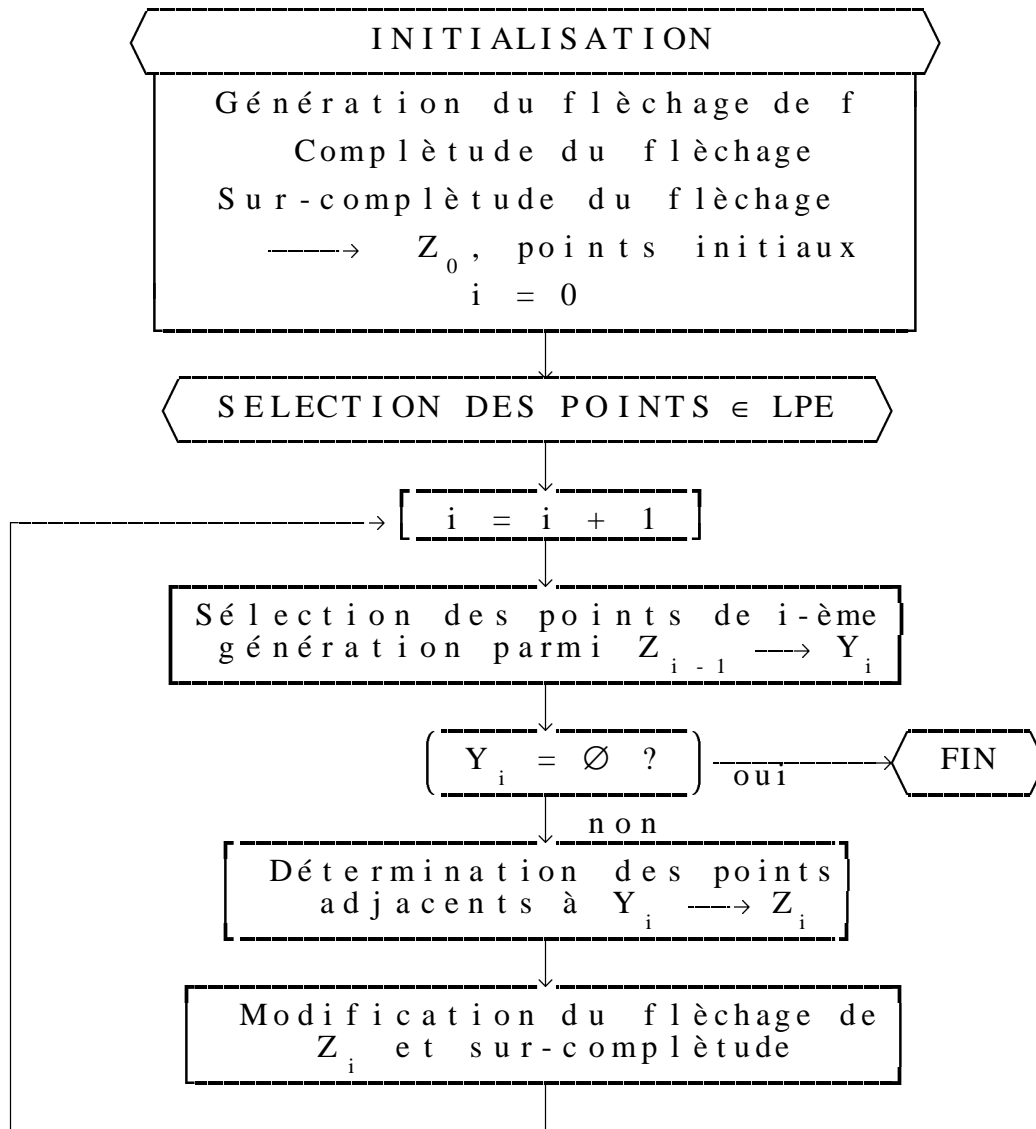 INITIALISATION
Génération du flèchage de f
Complètude du flèchage
Sur-complètude du flèchage
→ Z₀, points initiaux
i = 0
SELECTION DES POINTS ∈ LPE
i = i + 1
Sélection des points de i-ème
génération parmi Zᵢ₋₁ → Yᵢ
Yᵢ = ∅ ?
oui
FIN
non
Détermination des points
adjacents à Yᵢ → Zᵢ
Modification du flèchage de
Zᵢ et sur-complètude